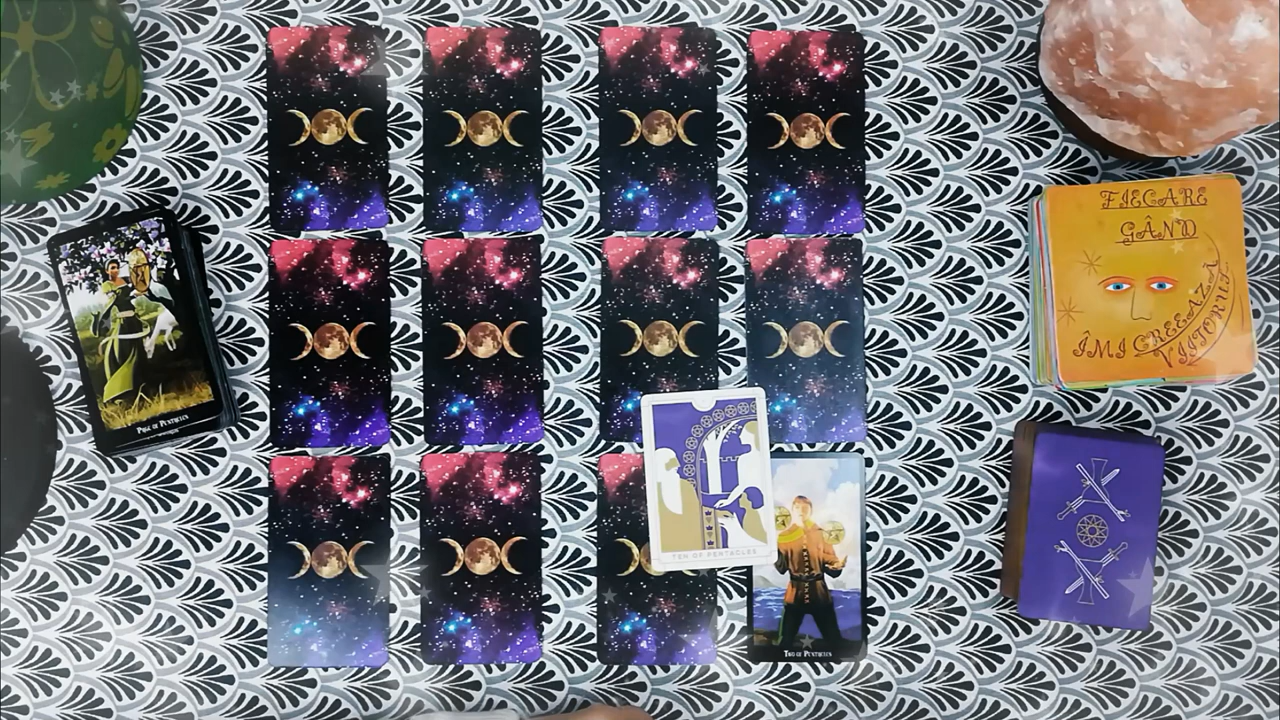 FIECARE
GÂND
ÎMI CREEAZĂ
VIITORUL
PAGE OF PENTACLES
TEN OF PENTACLES
TWO OF PENTACLES